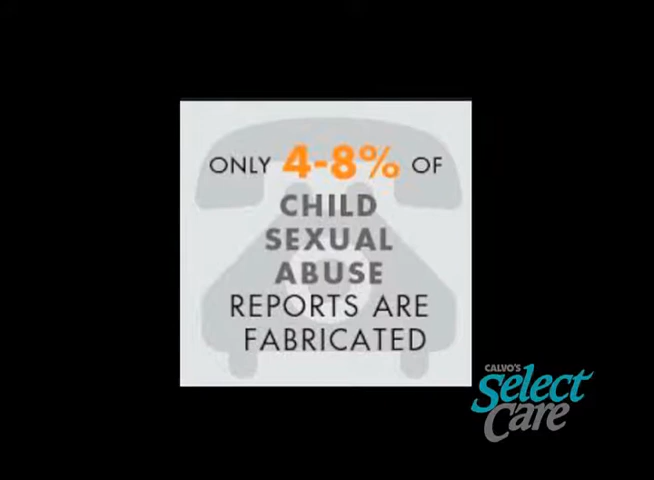 ONLY 4-8% OF
CHILD
SEXUAL
ABUSE
REPORTS ARE
FABRICATED
CALVO'S
Select
Care